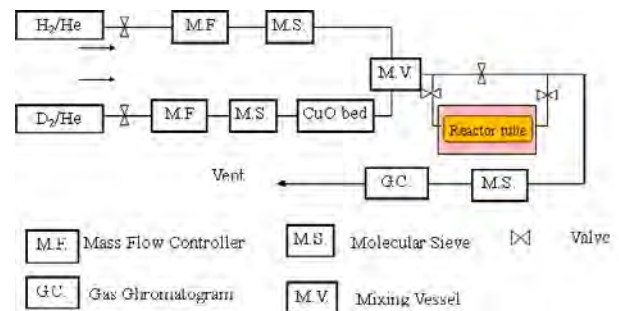 H₂/He
M.F
M.S.
M.V.
D₂/He
M.F
M.S.
CuO bed
Reactor tube
Vent
G.C.
M.S.
M.F. Mass Flow Controller
M.S. Molecular Sieve
Valve
G.C. Gas Ghromatogram
M.V. Mixing Vessel